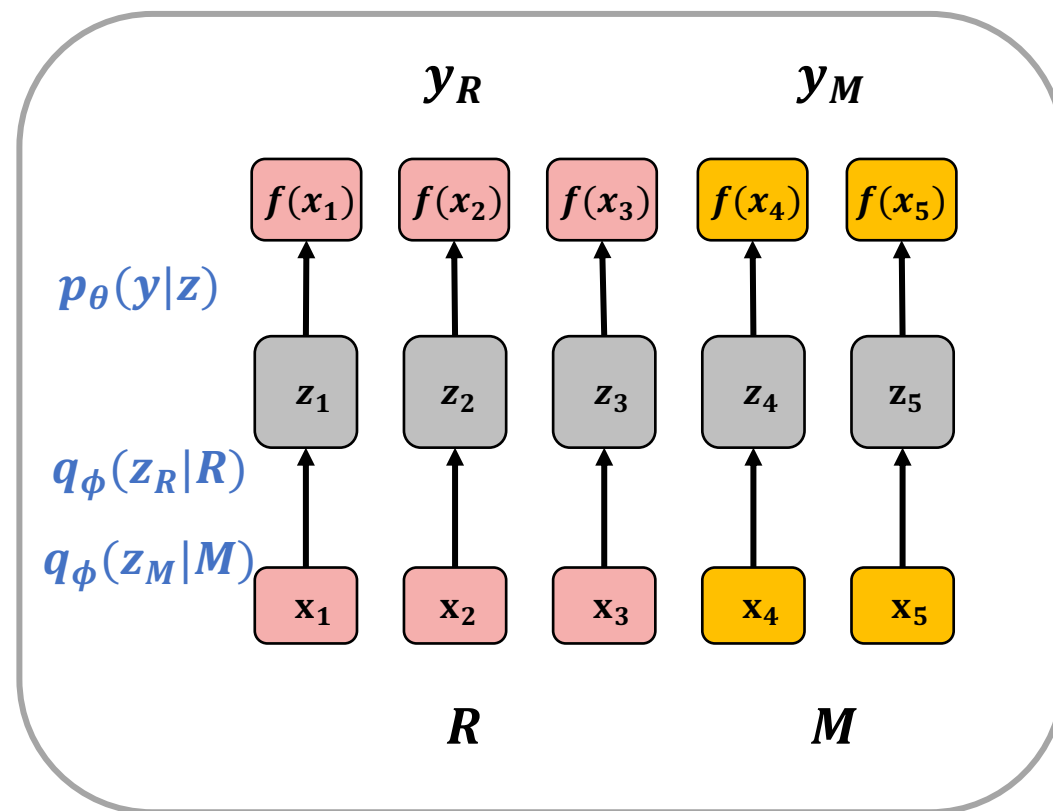 y_R y_M
f(x_1) f(x_2) f(x_3) f(x_4) f(x_5)
p_θ(y|z)
z_1 z_2 z_3 z_4 z_5
q_ϕ(z_R|R)
q_ϕ(z_M|M)
x_1 x_2 x_3 x_4 x_5
R M